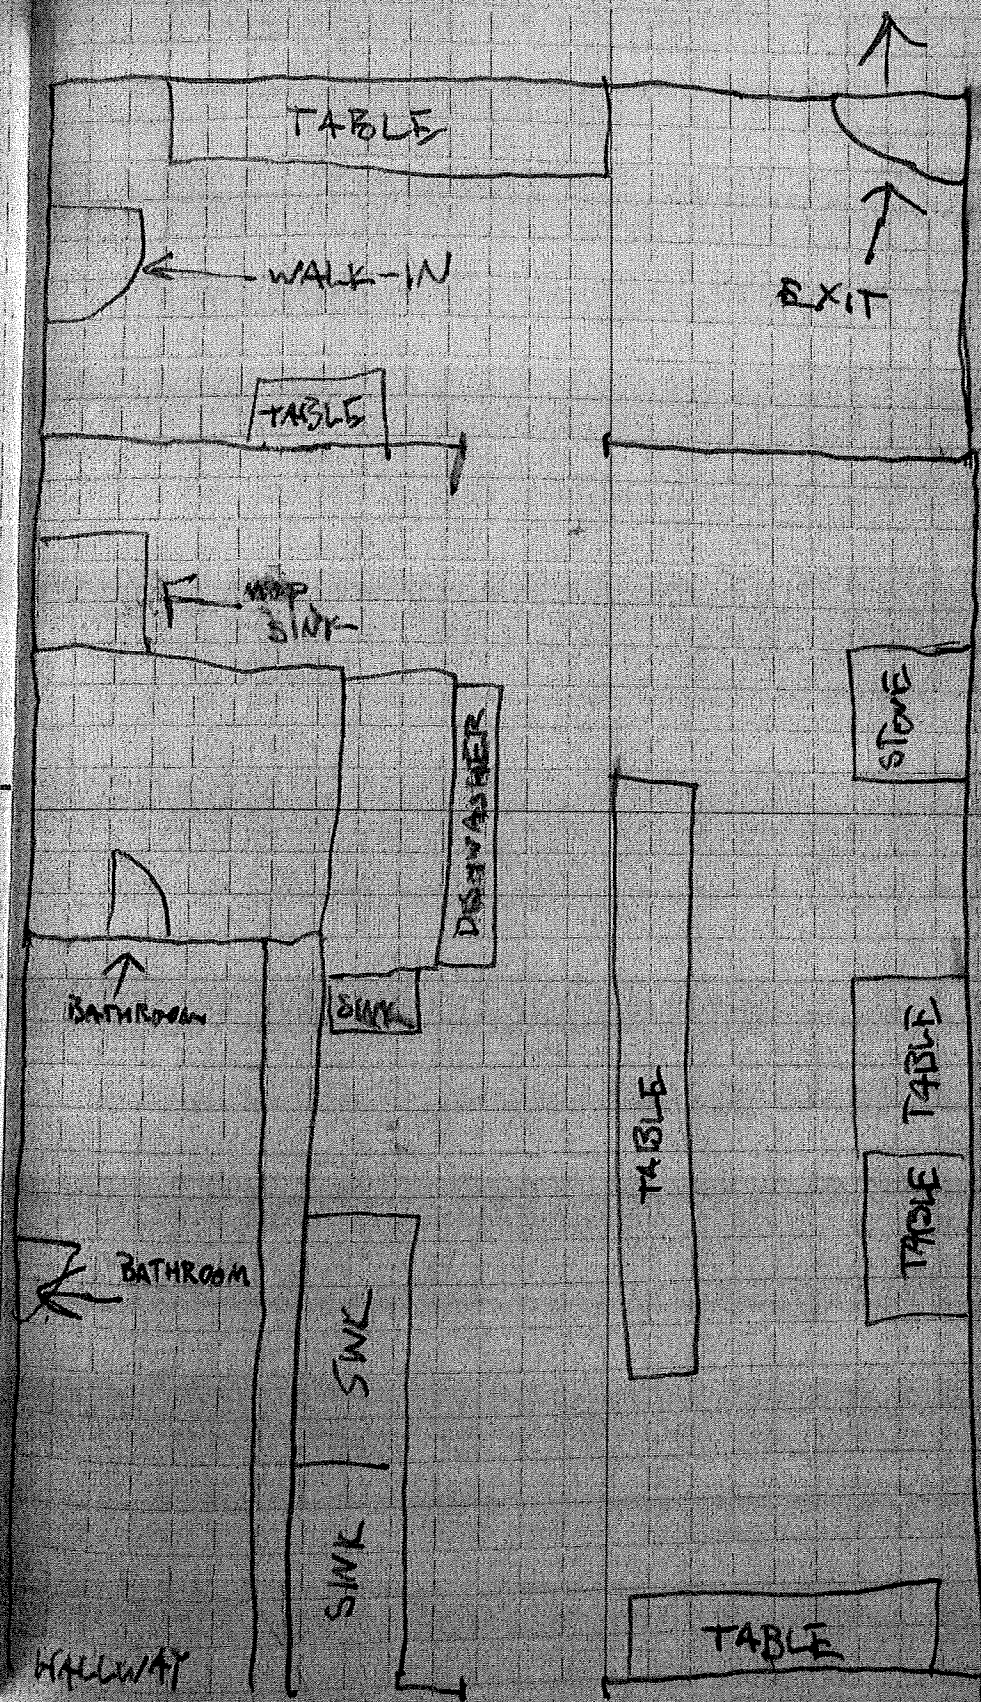 TABLE
WALK-IN
EXIT
TABLE
MOP
SINK
STOVE
DISHWASHER
BATHROOM
SINK
TABLE
TABLE
TABLE
BATHROOM
SINK
SINK
TABLE
HALLWAY